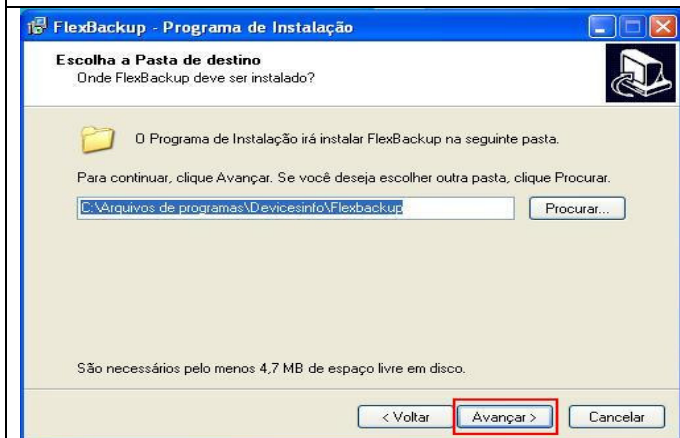 FlexBackup - Programa de Instalação
Escolha a Pasta de destino
Onde FlexBackup deve ser instalado?
O Programa de Instalação irá instalar FlexBackup na seguinte pasta.
Para continuar, clique Avançar. Se você deseja escolher outra pasta, clique Procurar.
C:\Arquivos de programas\Devicesinfo\Flexbackup
Procurar...
São necessários pelo menos 4,7 MB de espaço livre em disco.
< Voltar
Avançar >
Cancelar